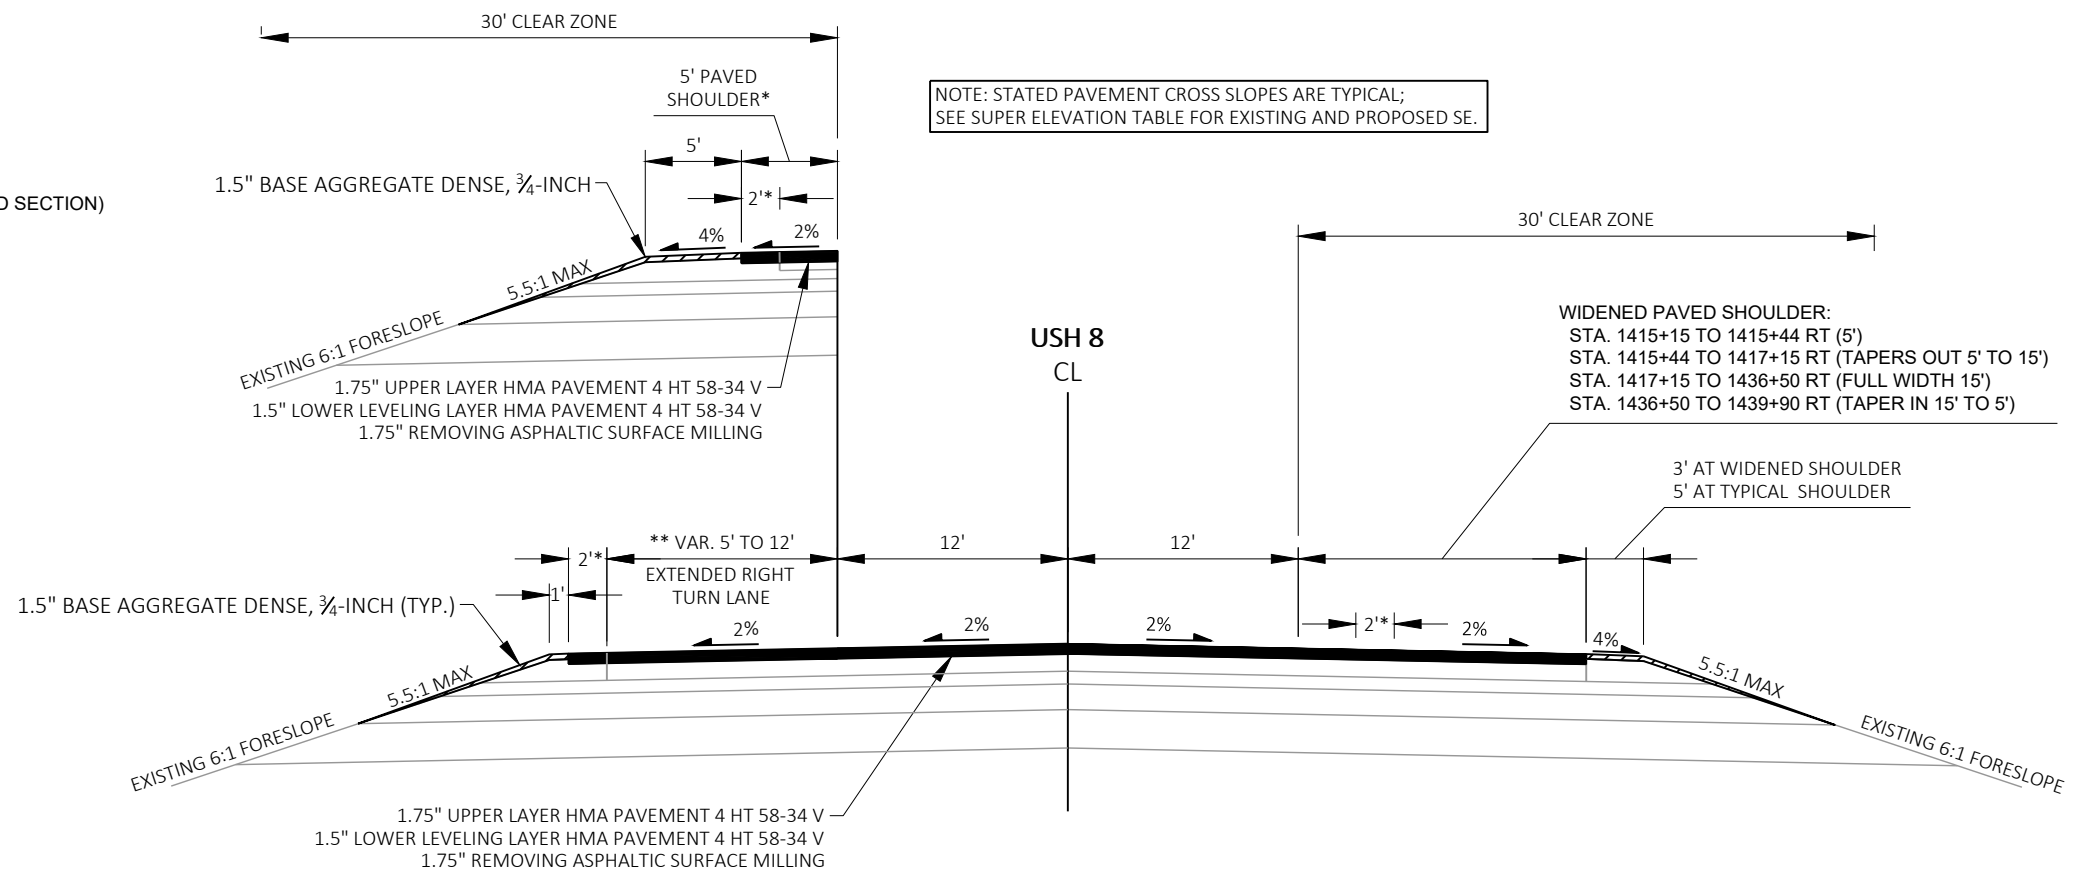 30' CLEAR ZONE
5' PAVED
SHOULDER*
NOTE: STATED PAVEMENT CROSS SLOPES ARE TYPICAL;
SEE SUPER ELEVATION TABLE FOR EXISTING AND PROPOSED SE.
5'
1.5" BASE AGGREGATE DENSE, ¾-INCH
2'*
D SECTION)
30' CLEAR ZONE
4%
2%
5.5:1 MAX
EXISTING 6:1 FORESLOPE
WIDENED PAVED SHOULDER:
STA. 1415+15 TO 1415+44 RT (5')
STA. 1415+44 TO 1417+15 RT (TAPERS OUT 5' TO 15')
STA. 1417+15 TO 1436+50 RT (FULL WIDTH 15')
STA. 1436+50 TO 1439+90 RT (TAPER IN 15' TO 5')
USH 8
CL
1.75" UPPER LAYER HMA PAVEMENT 4 HT 58-34 V
1.5" LOWER LEVELING LAYER HMA PAVEMENT 4 HT 58-34 V
1.75" REMOVING ASPHALTIC SURFACE MILLING
3' AT WIDENED SHOULDER
5' AT TYPICAL SHOULDER
** VAR. 5' TO 12'
12'
12'
2'*
EXTENDED RIGHT
TURN LANE
1'
1.5" BASE AGGREGATE DENSE, ¾-INCH (TYP.)
2'*
2%
2%
2%
2%
4%
5.5:1 MAX
5.5:1 MAX
EXISTING 6:1 FORESLOPE
EXISTING 6:1 FORESLOPE
1.75" UPPER LAYER HMA PAVEMENT 4 HT 58-34 V
1.5" LOWER LEVELING LAYER HMA PAVEMENT 4 HT 58-34 V
1.75" REMOVING ASPHALTIC SURFACE MILLING